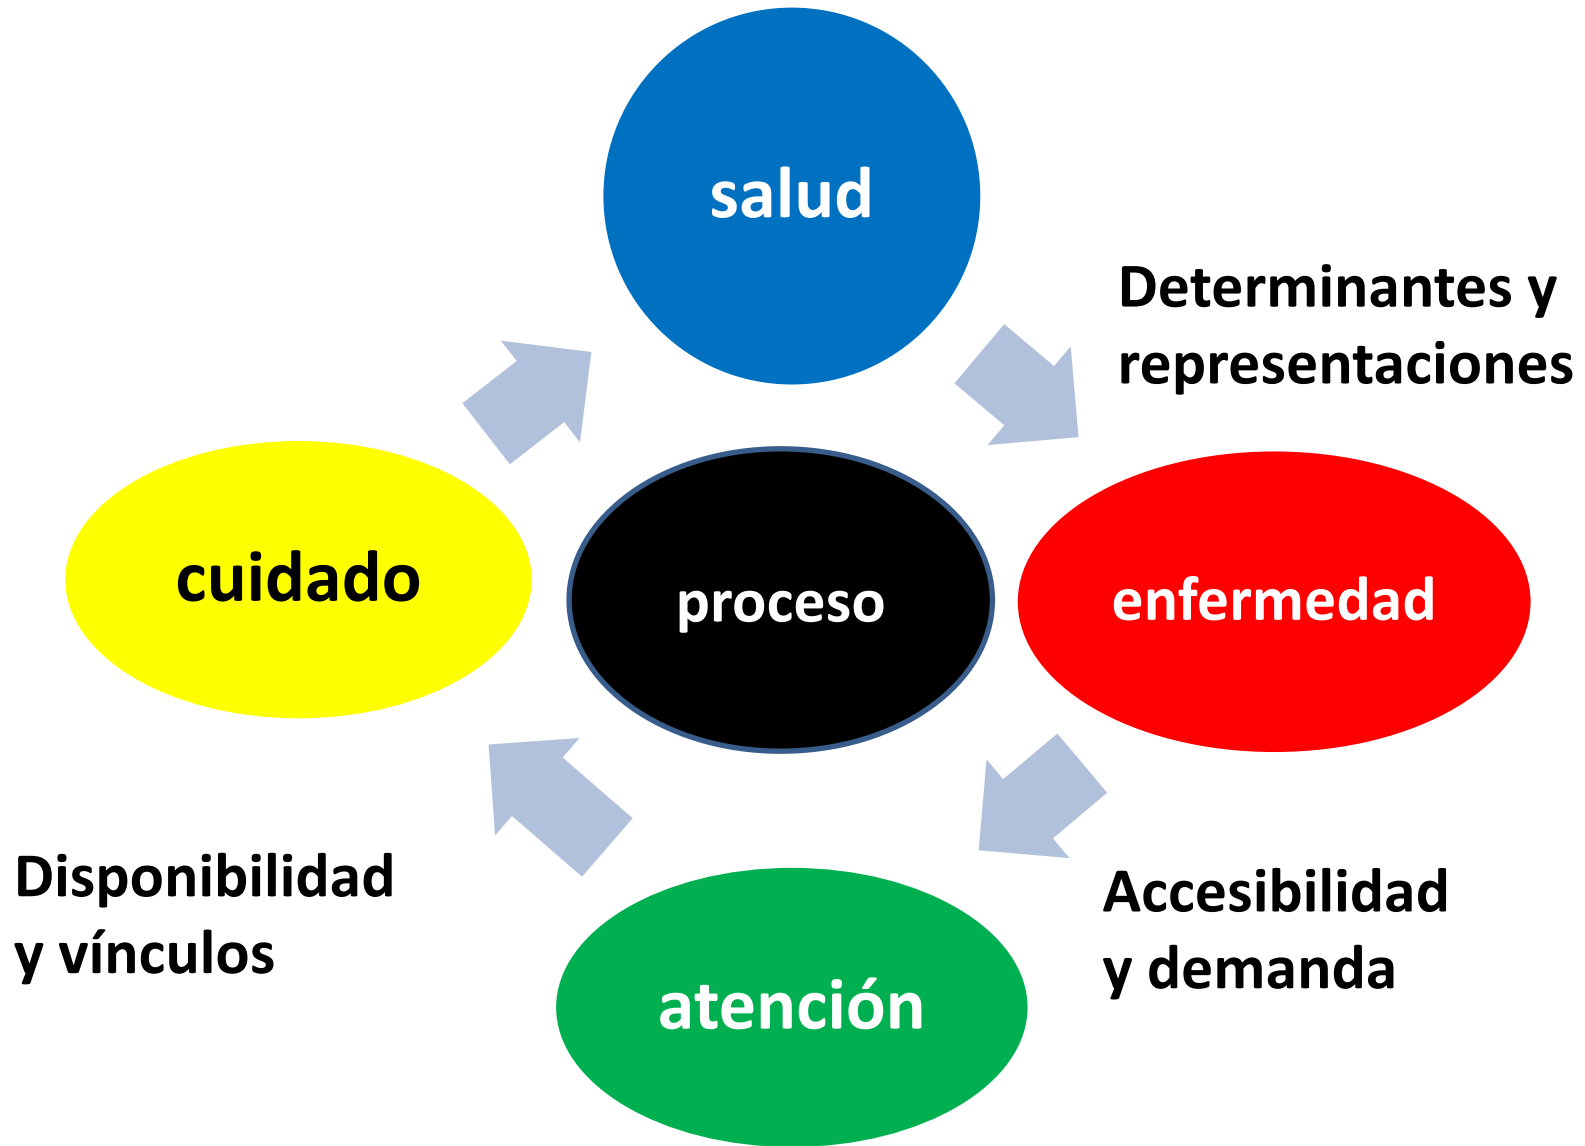 salud
Determinantes y
representaciones
cuidado
proceso
enfermedad
Disponibilidad
y vínculos
Accesibilidad
y demanda
atención